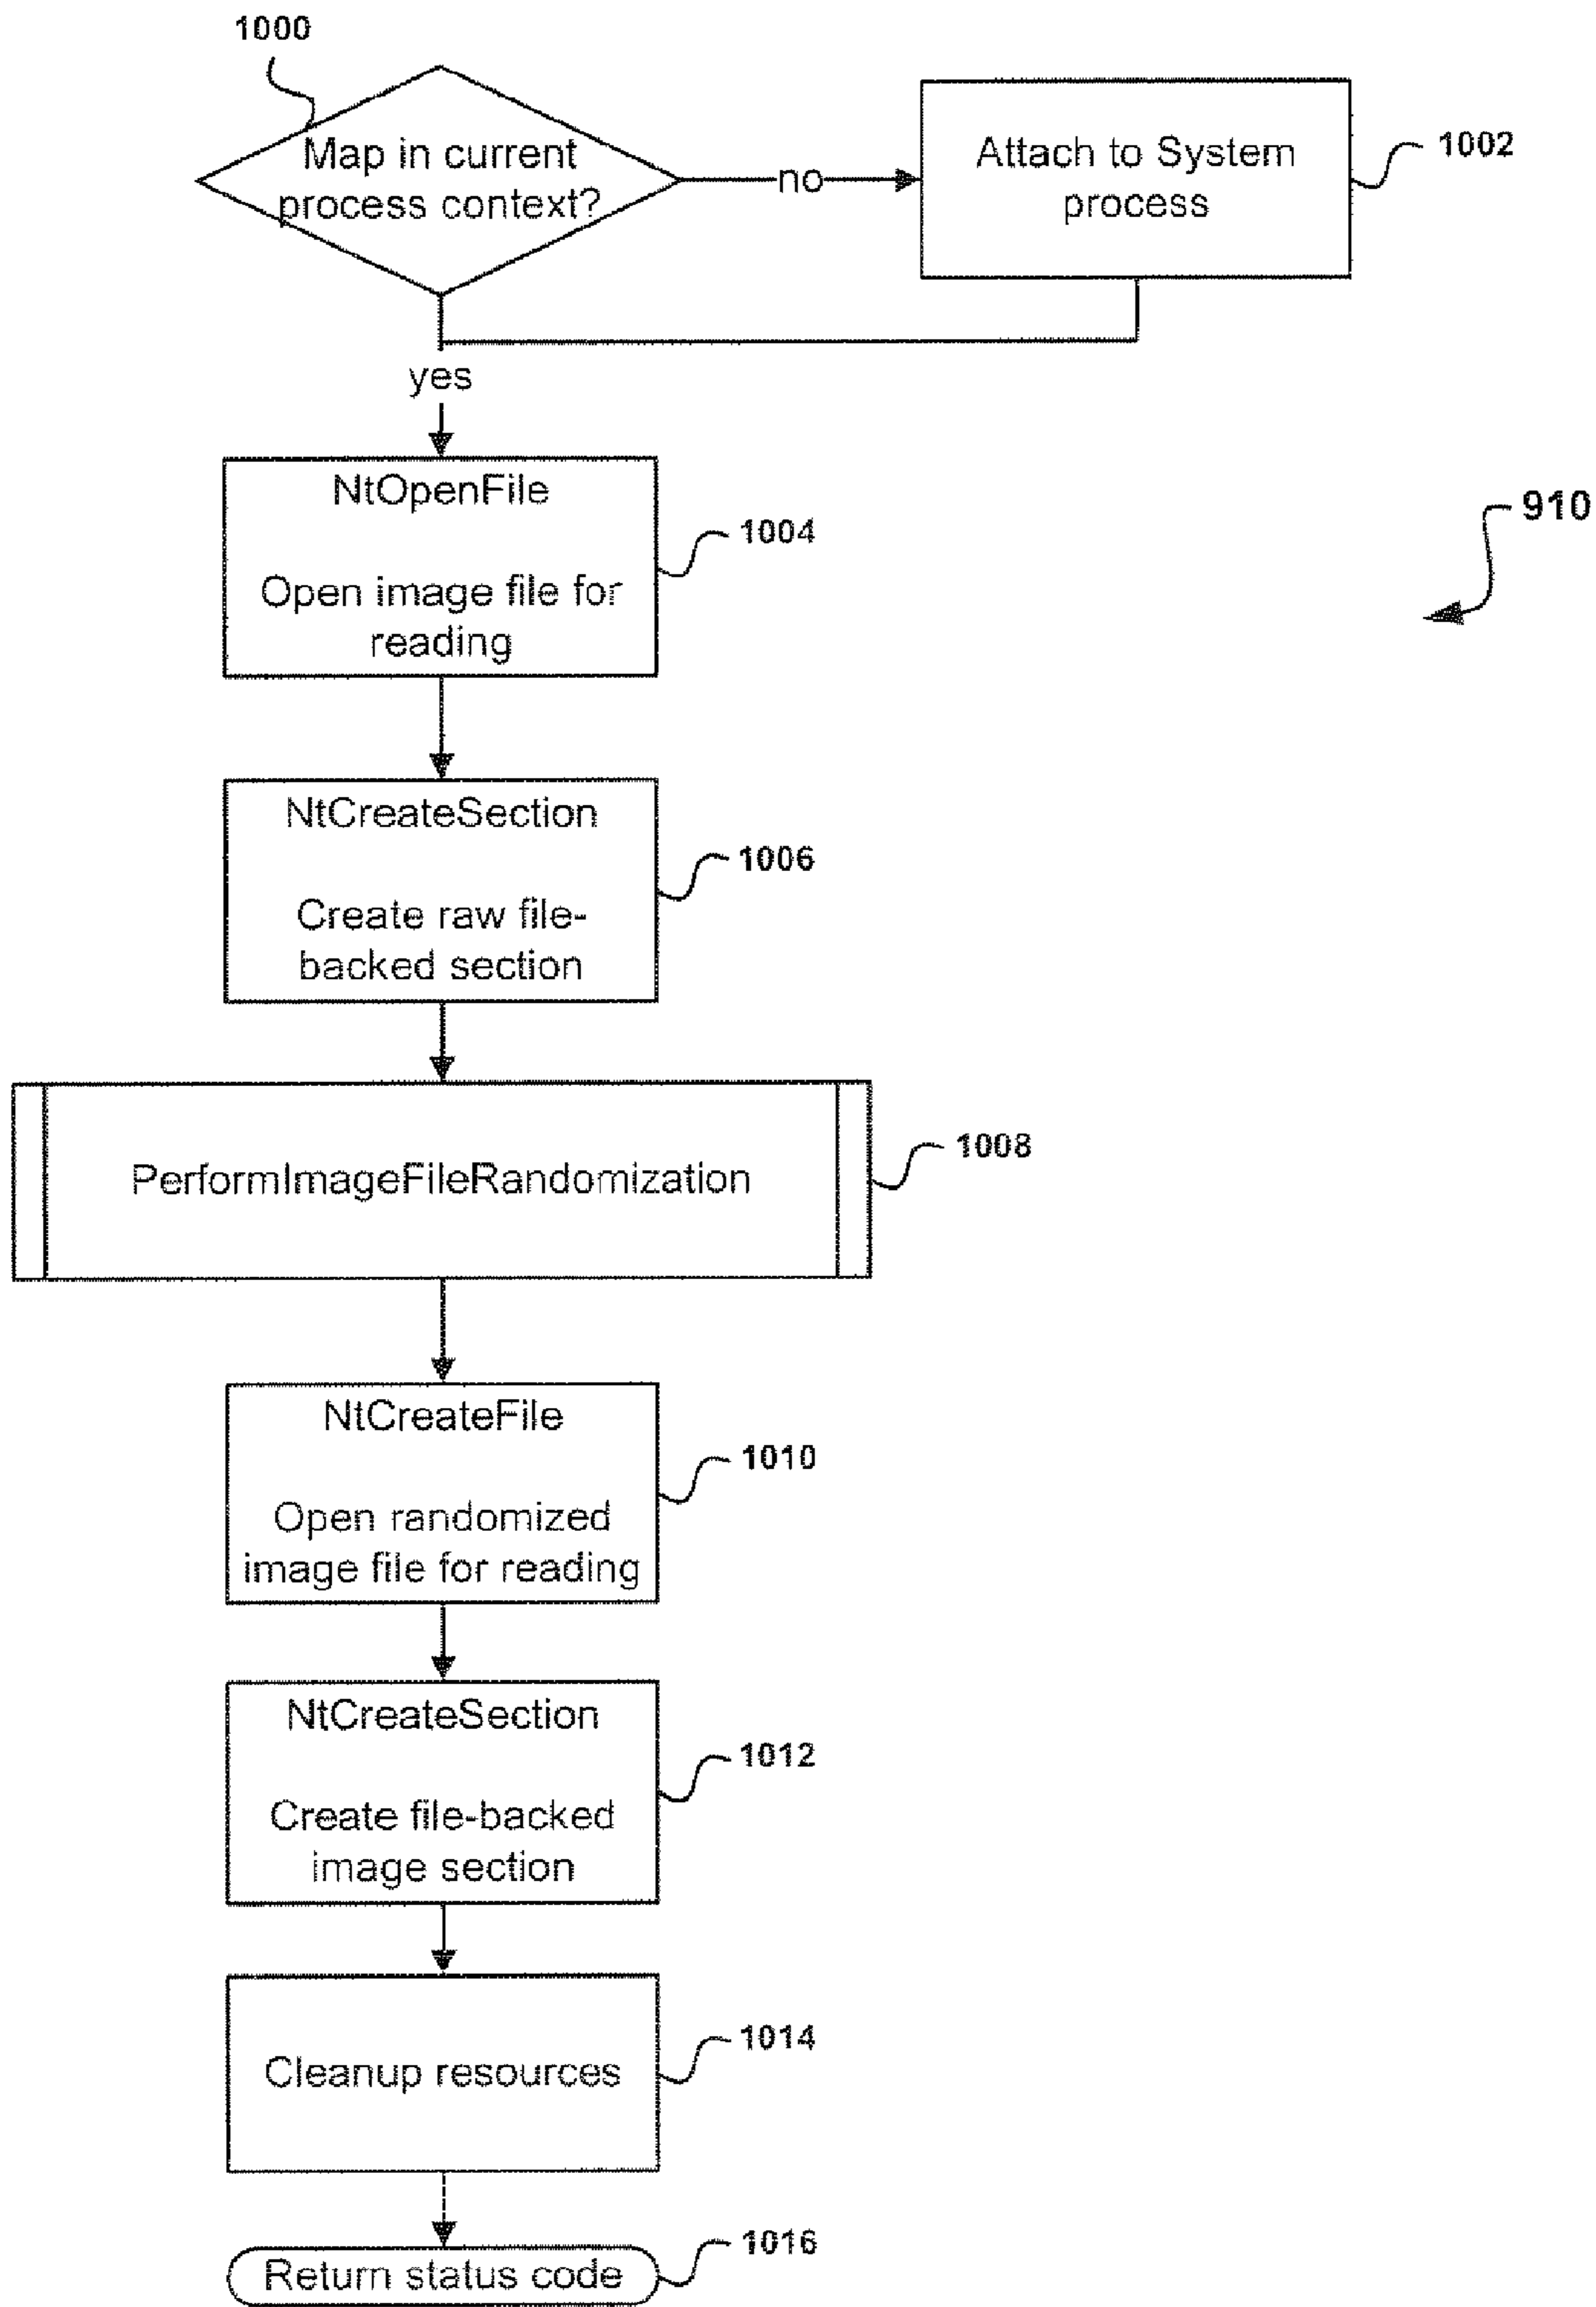 1000
Map in current
process context?
no
Attach to System
process
1002
yes
NtOpenFile
Open image file for
reading
1004
910
NtCreateSection
Create raw file-
backed section
1006
PerformImageFileRandomization
1008
NtCreateFile
Open randomized
image file for reading
1010
NtCreateSection
Create file-backed
image section
1012
Cleanup resources
1014
Return status code
1016